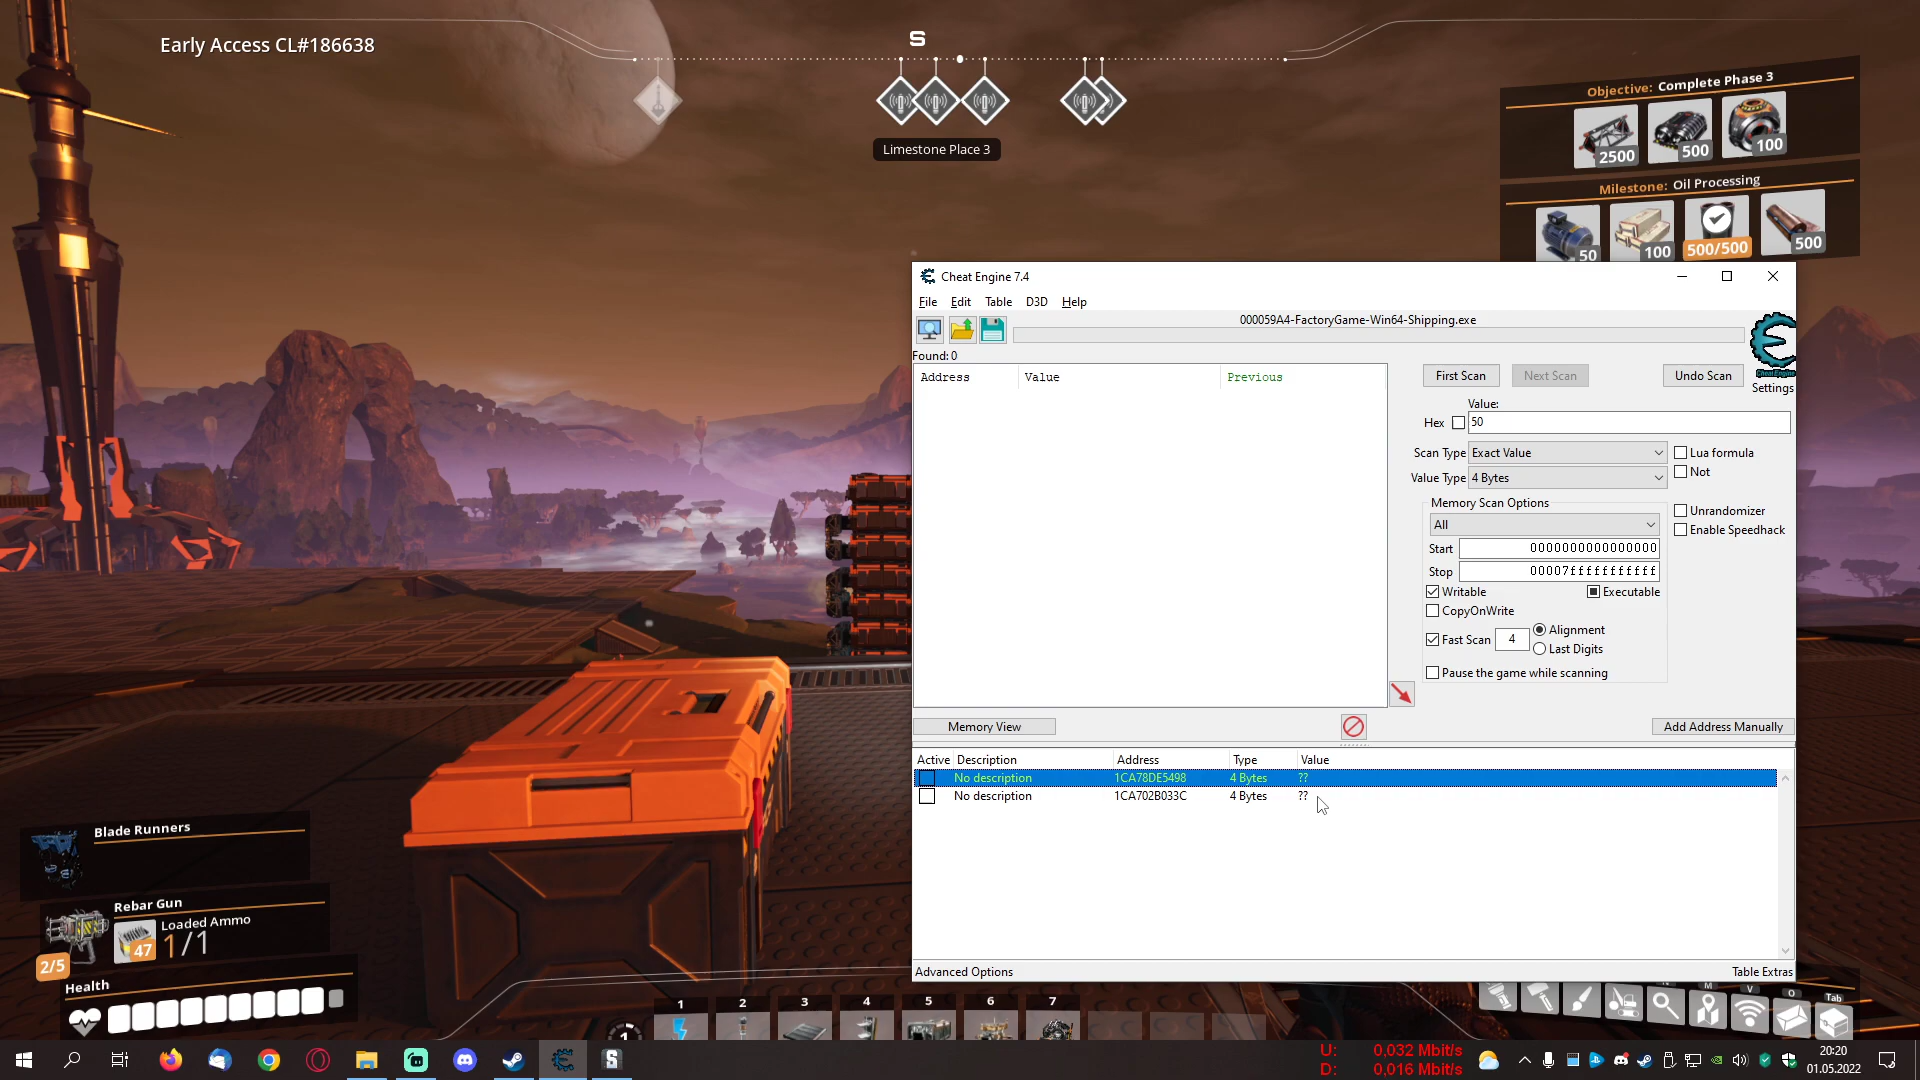 Early Access CL#186638
S
Limestone Place 3
Objective: Complete Phase 3
2500
500
100
Milestone: Oil Processing
50
100
500/500
500
Cheat Engine 7.4
File Edit Table D3D Help
000059A4-FactoryGame-Win64-Shipping.exe
Found: 0
Address Value Previous
First Scan Next Scan Undo Scan
Cheat Engine
Settings
Value:
Hex 50
Scan Type Exact Value
Lua formula
Value Type 4 Bytes
Not
Memory Scan Options
All
Unrandomizer
Enable Speedhack
Start 0000000000000000
Stop 00007fffffffffff
Writable Executable
CopyOnWrite
Fast Scan 4 Alignment
Last Digits
Pause the game while scanning
Memory View
Add Address Manually
Active Description Address Type Value
No description 1CA78DE5498 4 Bytes ??
No description 1CA702B033C 4 Bytes ??
Advanced Options
Table Extras
Blade Runners
Rebar Gun
Loaded Ammo
47
1/1
2/5
Health
1 2 3 4 5 6 7
1
M V O Tab
U: 0,032 Mbit/s
D: 0,016 Mbit/s
20:20
01.05.2022